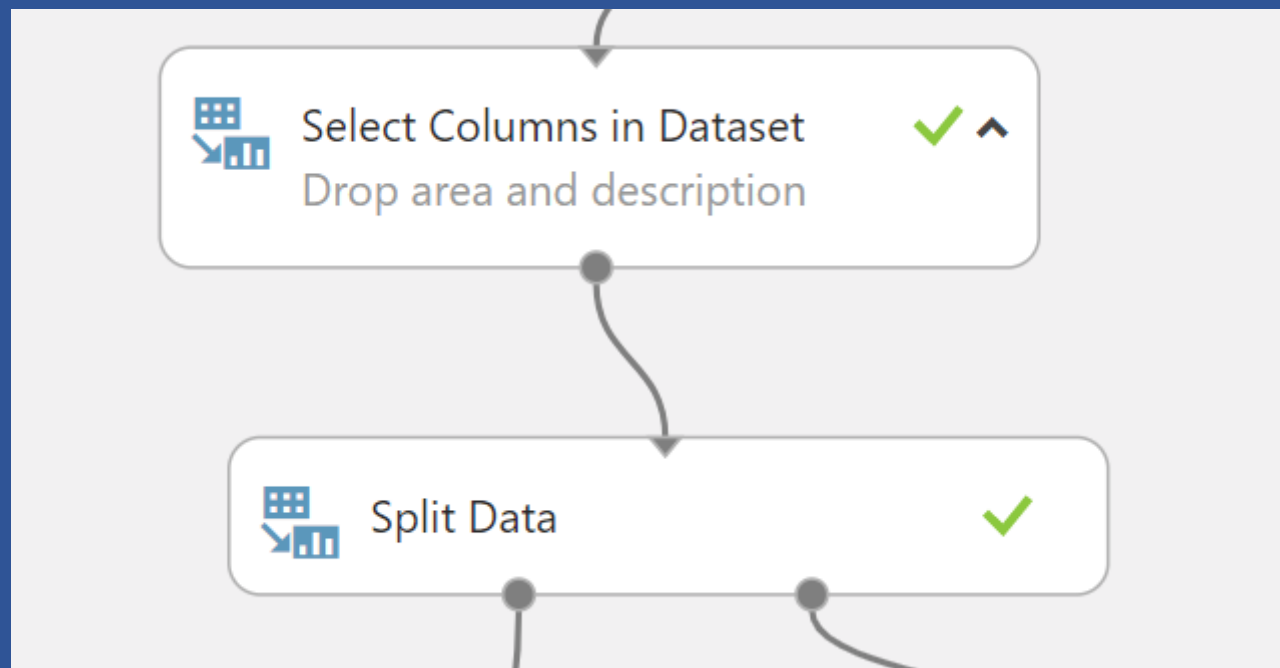 Select Columns in Dataset
Drop area and description
Split Data